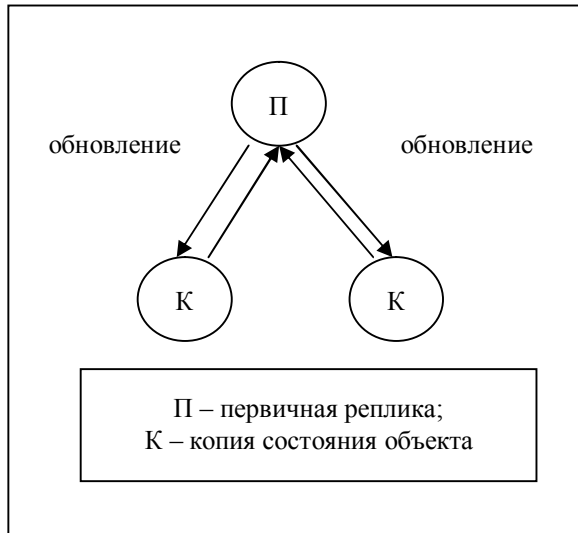 П
обновление обновление
К К
П – первичная реплика;
К – копия состояния объекта